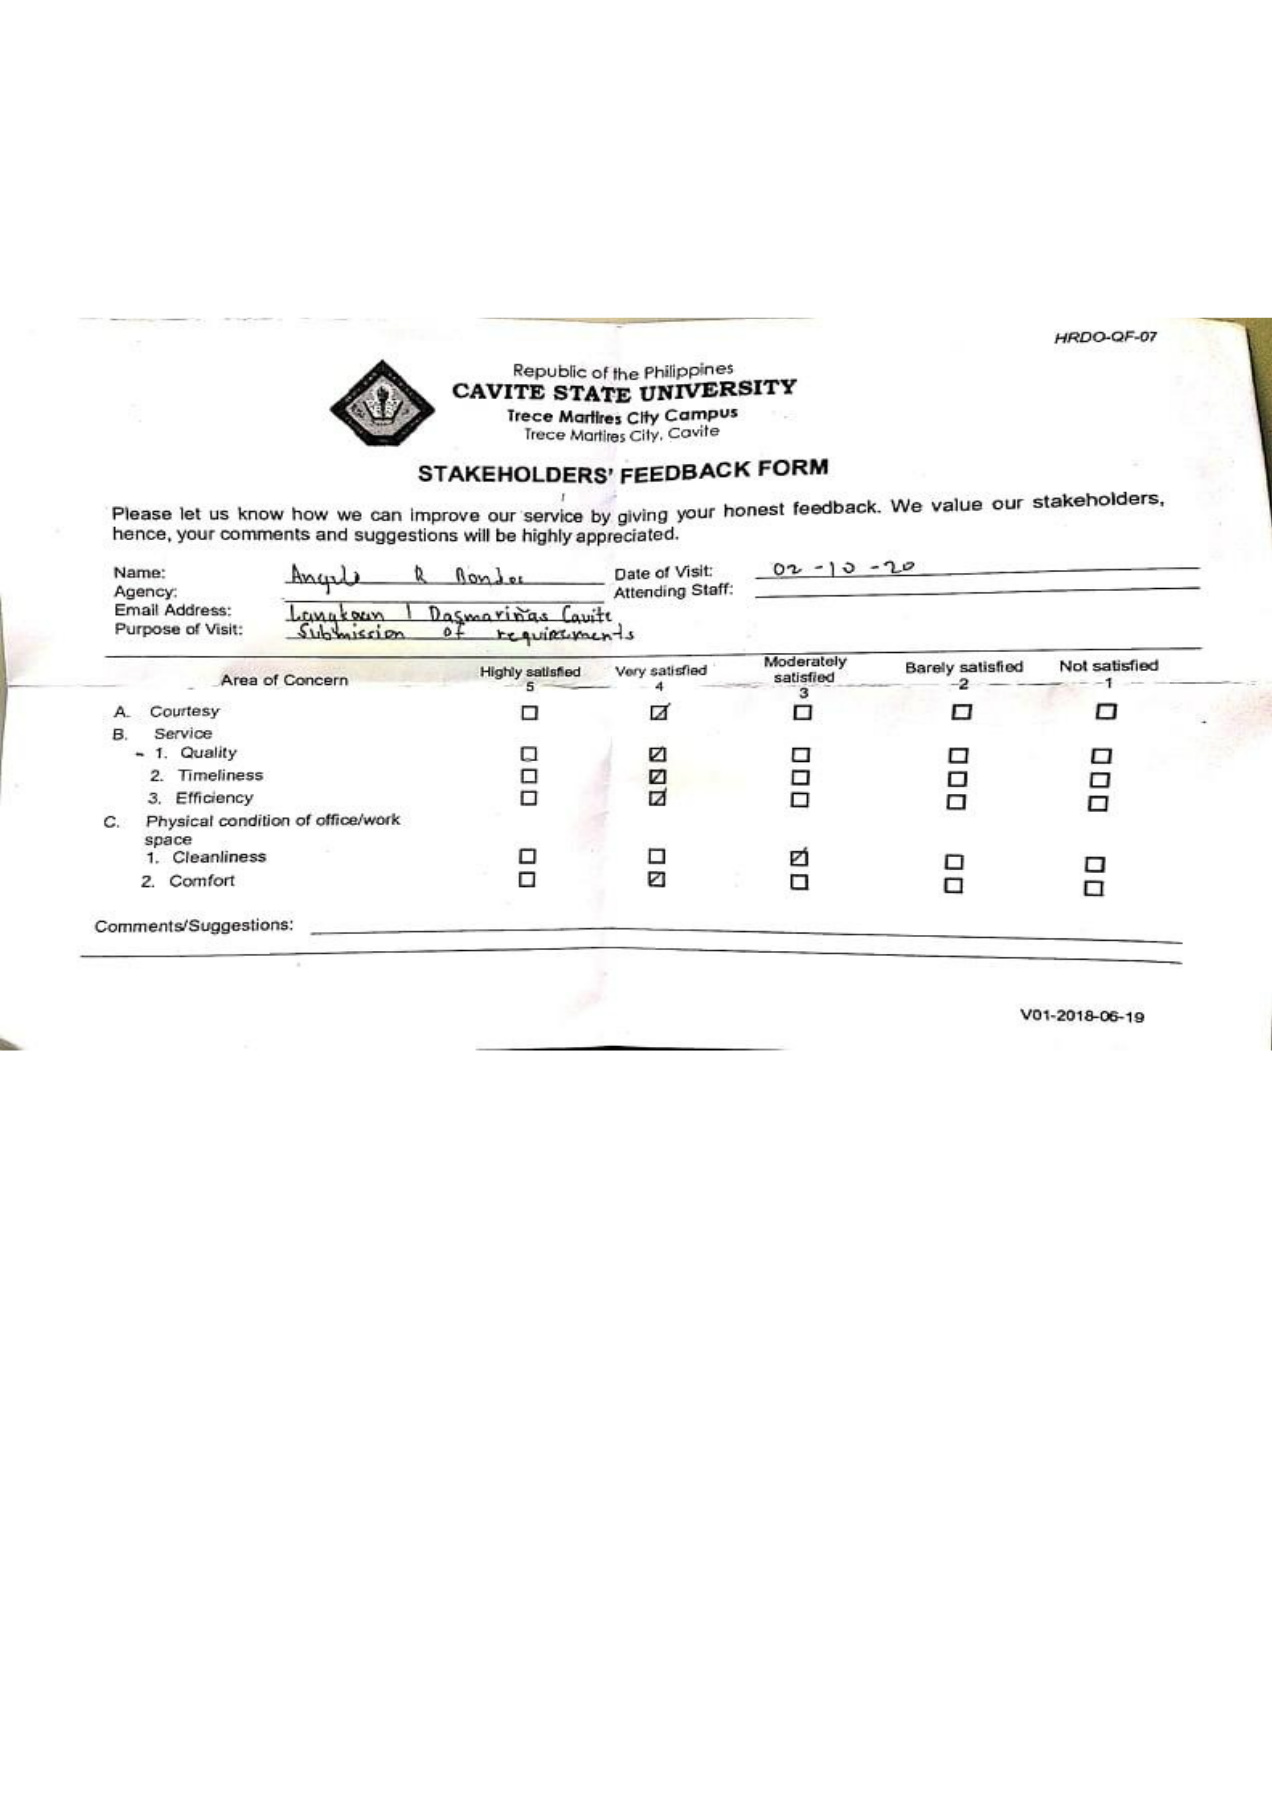 HRDO-QF-07
Republic of the Philippines
CAVITE STATE UNIVERSITY
Trece Martires City Campus
Trece Martires City, Cavite
STAKEHOLDERS' FEEDBACK FORM
Please let us know how we can improve our service by giving your honest feedback. We value our stakeholders,
hence, your comments and suggestions will be highly appreciated.
Name: R Date of Visit: 02-10-20
Agency: Attending Staff:
Email Address: Dasmariñas Cavite
Purpose of Visit: Submission of requirements
Area of Concern Highly satisfied 5 Very satisfied 4 Moderately satisfied 3 Barely satisfied 2 Not satisfied 1
A. Courtesy ☐ ☑ ☐ ☐ ☐
B. Service
- 1. Quality ☐ ☑ ☐ ☐ ☐
2. Timeliness ☐ ☑ ☐ ☐ ☐
3. Efficiency ☐ ☑ ☐ ☐ ☐
C. Physical condition of office/work
space
1. Cleanliness ☐ ☐ ☑ ☐ ☐
2. Comfort ☐ ☑ ☐ ☐ ☐
Comments/Suggestions:
V01-2018-06-19